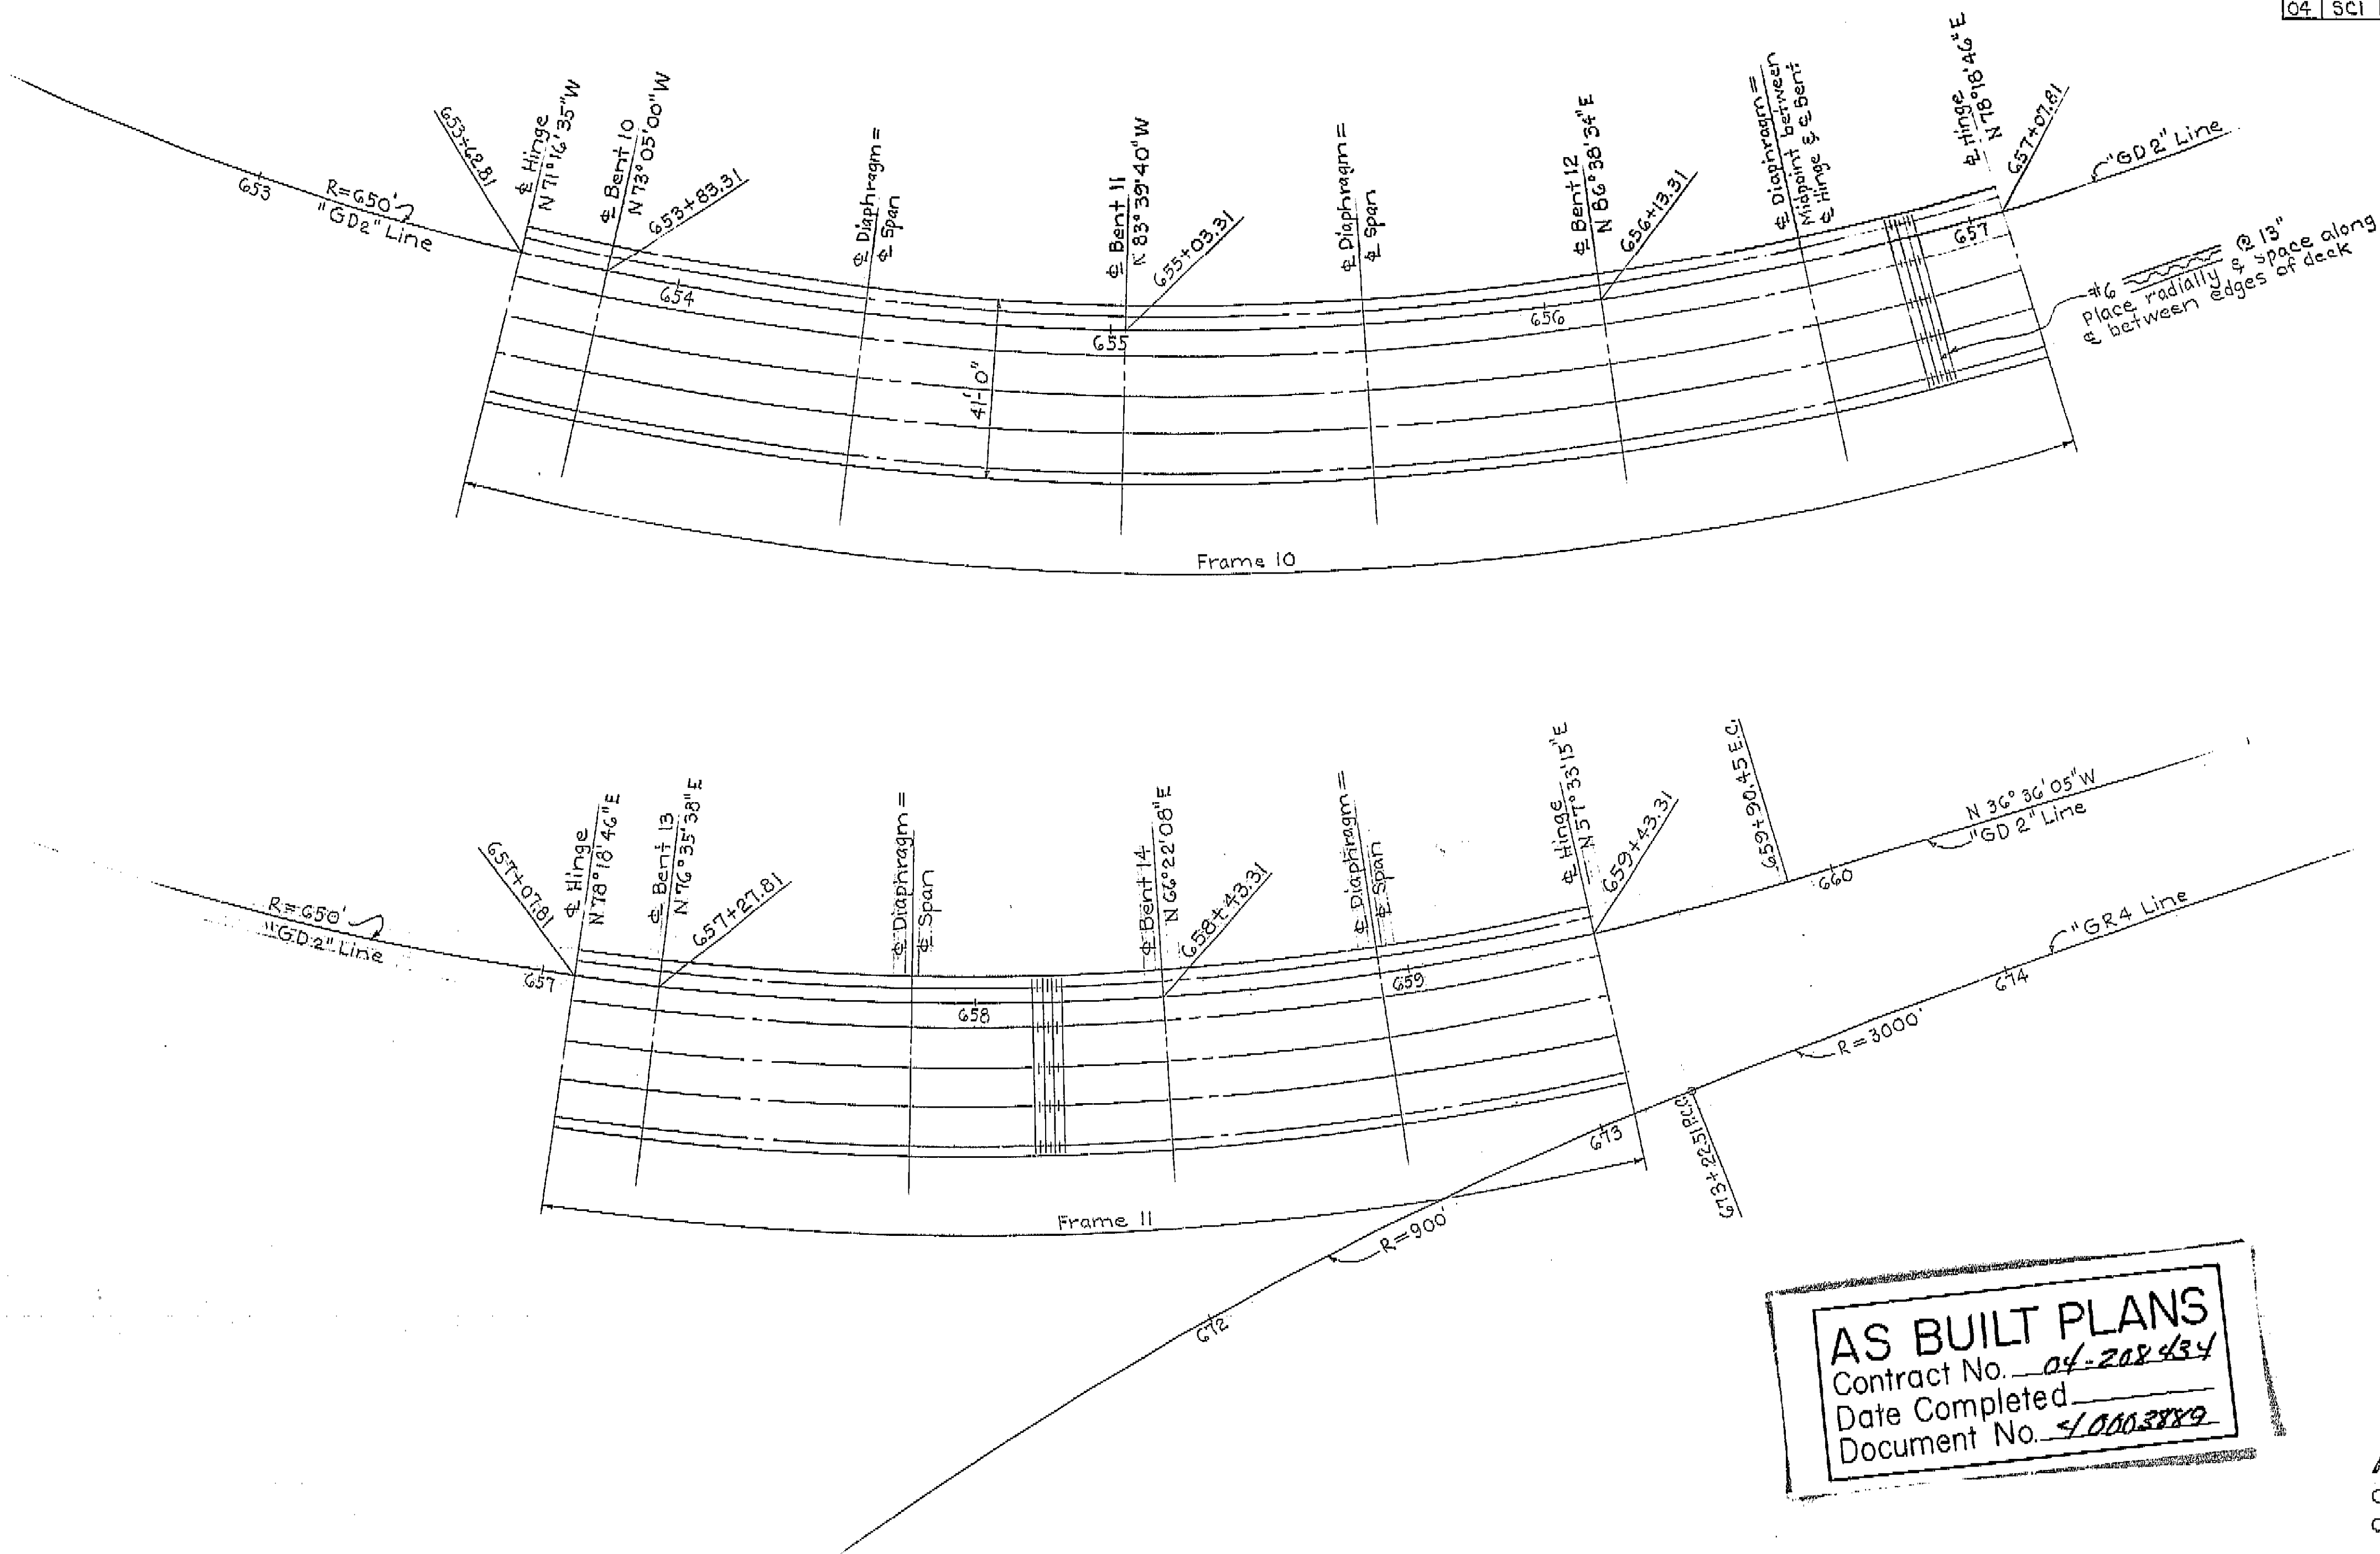 04 SCI
653+62.81
℄ Hinge
N 71°16'35"W
℄ Bent 10
N 73°05'00"W
653+83.31
℄ Diaphragm =
℄ Span
℄ Bent 11
N 83°39'40"W
655+03.31
℄ Diaphragm =
℄ Span
℄ Bent 12
N 86°38'34"E
656+13.31
℄ Diaphragm =
Midpoint between
℄ Hinge & ℄ bent
℄ Hinge
N 78°18'46"E
657+07.81
"GD2" Line
653
R=650'
"GD2" Line
654
655
656
657
41'-0"
#6 @ 13"
Place radially & space along
℄ between edges of deck
Frame 10
657+07.81
℄ Hinge
N 78°18'46"E
℄ Bent 13
N 76°35'38"E
657+27.81
℄ Diaphragm =
℄ Span
℄ Bent 14
N 66°22'08"E
658+43.31
℄ Diaphragm =
℄ Span
℄ Hinge
N 57°33'15"E
659+43.31
659+90.45 E.C.
N 36°36'05"W
"GD 2" Line
R=650'
"GD 2" Line
657
658
659
660
"GR4 Line
674
R=3000'
673
673+22.51 P.C.C.
Frame 11
R=900'
672
AS BUILT PLANS
Contract No. 04-208434
Date Completed
Document No. 40003889